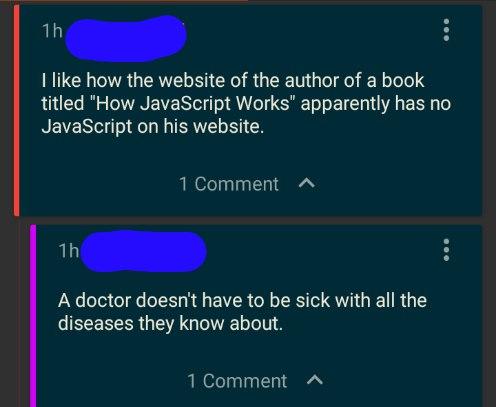 1h
I like how the website of the author of a book
titled "How JavaScript Works" apparently has no
JavaScript on his website.
1 Comment
1h
A doctor doesn't have to be sick with all the
diseases they know about.
1 Comment